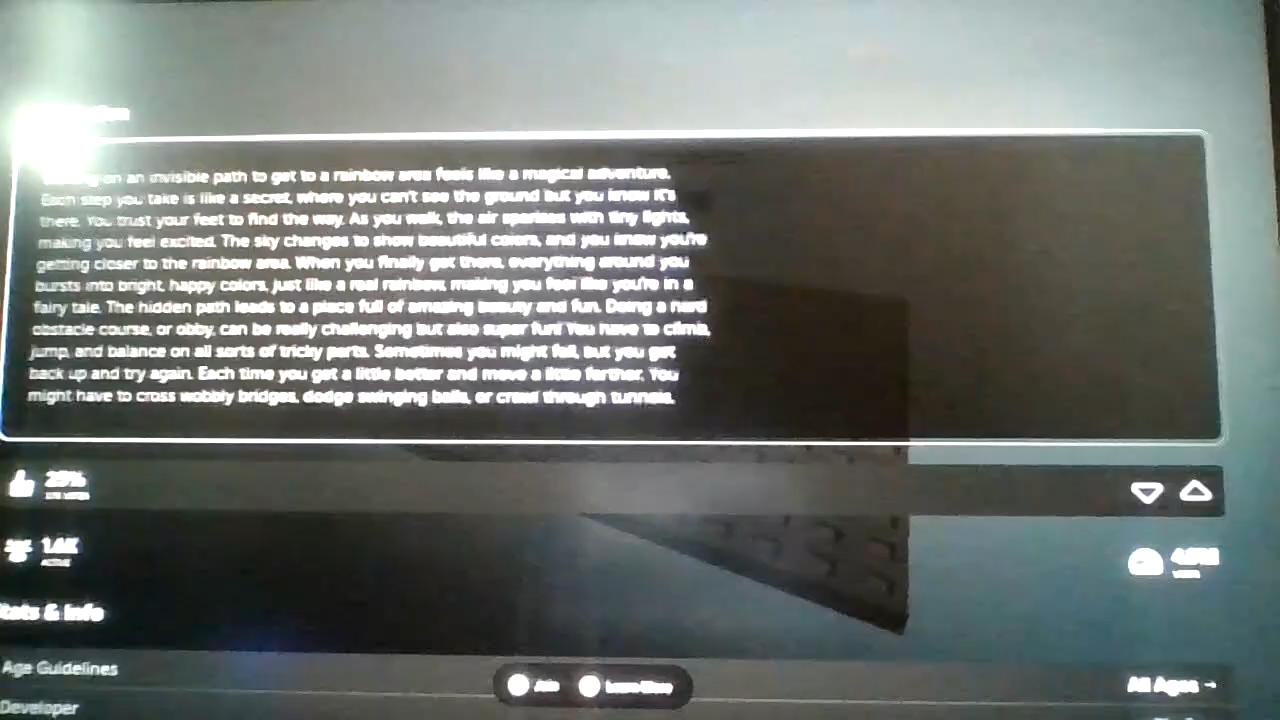 on an invisible path to get to a rainbow area feels like a magical adventure.
Each step you take is like a secret, where you can't see the ground but you know it's
there. You trust your feet to find the way. As you walk, the air sparkles with tiny lights,
making you feel excited. The sky changes to show beautiful colors, and you know you're
getting closer to the rainbow area. When you finally get there, everything around you
bursts into bright, happy colors, just like a real rainbow, making you feel like you're in a
fairy tale. The hidden path leads to a place full of amazing beauty and fun. Doing a hard
obstacle course, or obby, can be really challenging but also super fun! You have to climb,
jump, and balance on all sorts of tricky parts. Sometimes you might fall, but you get
back up and try again. Each time you get a little better and move a little farther. You
might have to cross wobbly bridges, dodge swinging balls, or crawl through tunnels.
1.6K
tats & Info
Age Guidelines
Join
Learn More
All Ages
Developer